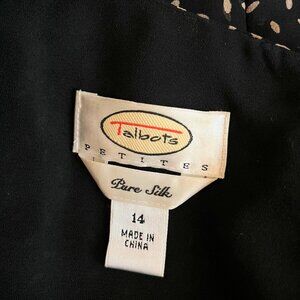 Talbots
PETITES
Pure Silk
14
MADE IN
CHINA